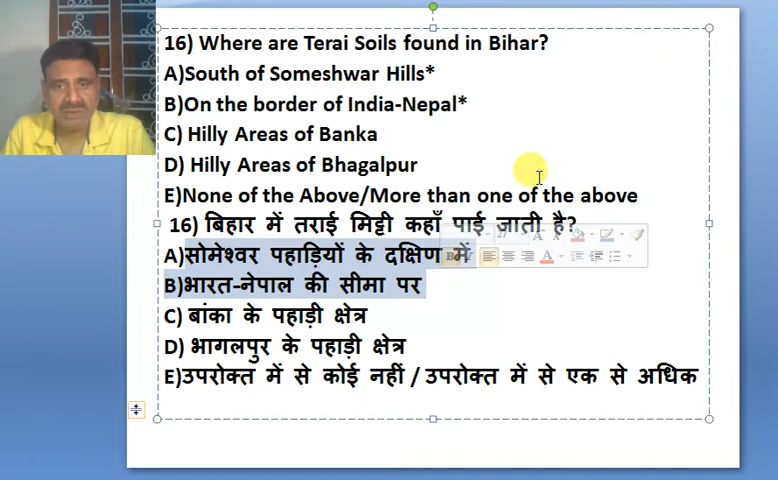 16) Where are Terai Soils found in Bihar?
A)South of Someshwar Hills*
B)On the border of India-Nepal*
C) Hilly Areas of Banka
D) Hilly Areas of Bhagalpur
E)None of the Above/More than one of the above
16) बिहार में तराई मिट्टी कहाँ पाई जाती है?
A)सोमेश्वर पहाड़ियों के दक्षिण में
B)भारत-नेपाल की सीमा पर
C) बांका के पहाड़ी क्षेत्र
D) भागलपुर के पहाड़ी क्षेत्र
E)उपरोक्त में से कोई नहीं / उपरोक्त में से एक से अधिक